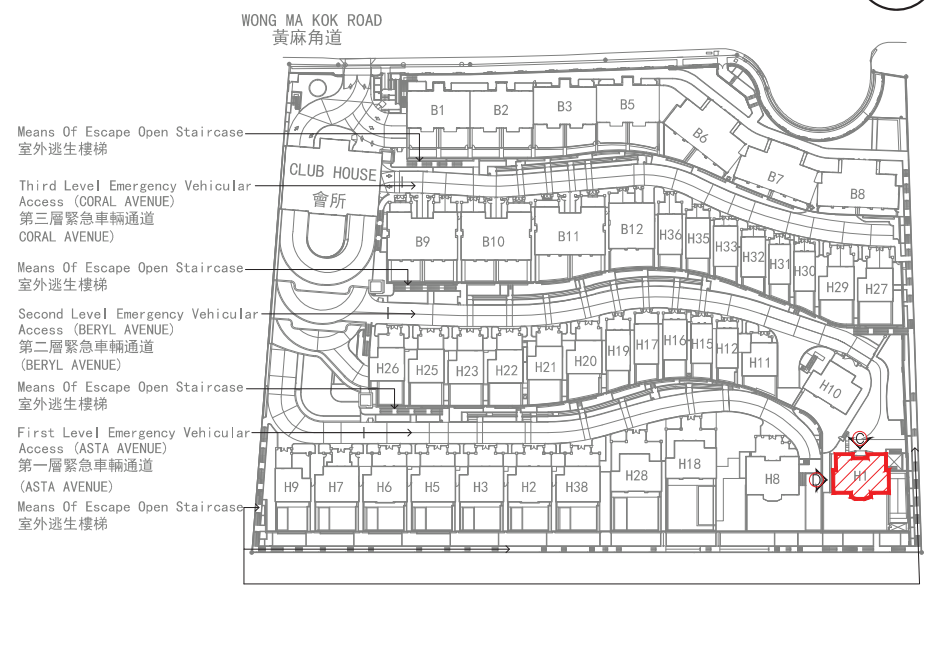 WONG MA KOK ROAD
黃麻角道
Means Of Escape Open Staircase
室外逃生樓梯
Third Level Emergency Vehicular
Access (CORAL AVENUE)
第三層緊急車輛通道
CORAL AVENUE)
Means Of Escape Open Staircase
室外逃生樓梯
Second Level Emergency Vehicular
Access (BERYL AVENUE)
第二層緊急車輛通道
(BERYL AVENUE)
Means Of Escape Open Staircase
室外逃生樓梯
First Level Emergency Vehicular
Access (ASTA AVENUE)
第一層緊急車輛通道
(ASTA AVENUE)
Means Of Escape Open Staircase
室外逃生樓梯
CLUB HOUSE
會所
B1 B2 B3 B5
B6
B7
B8
B9 B10 B11 B12 H36 H35 H33 H32 H31 H30 H29 H27
H26 H25 H23 H22 H21 H20 H19 H17 H16 H15 H12 H11
H10
H9 H7 H6 H5 H3 H2 H38 H28 H18 H8 H1
C
D